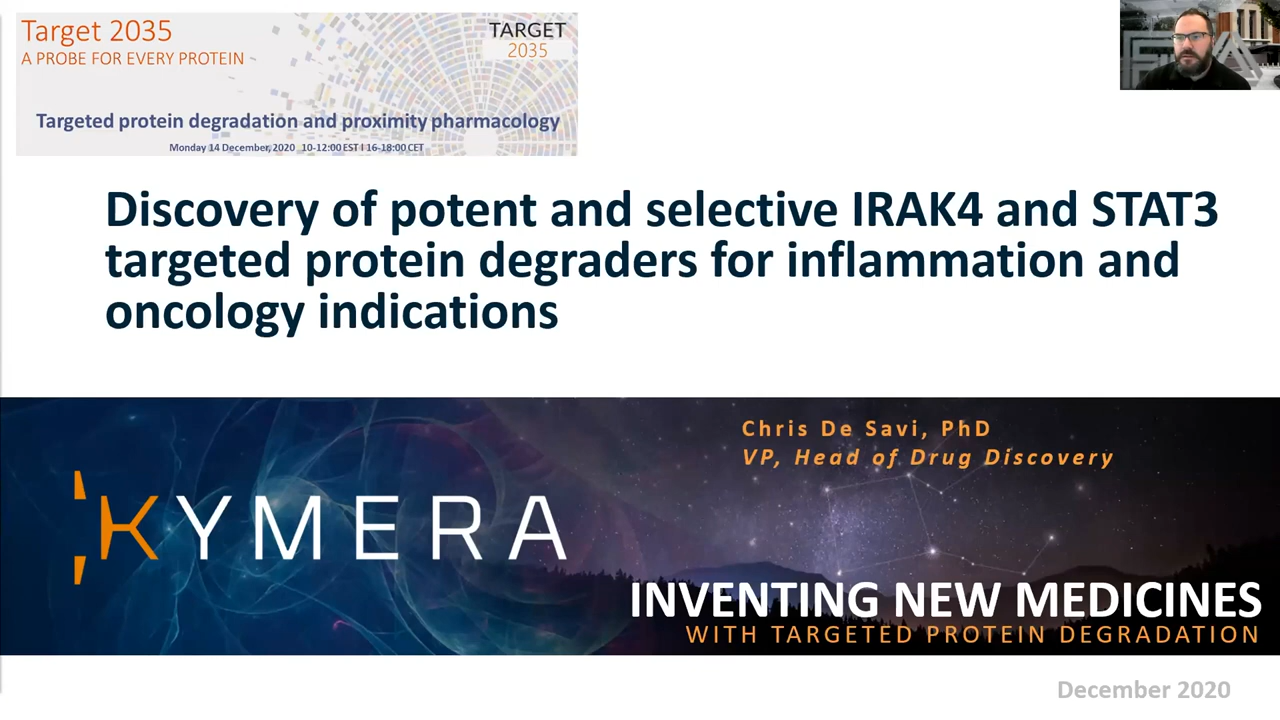 Target 2035
A PROBE FOR EVERY PROTEIN
TARGET
2035
Targeted protein degradation and proximity pharmacology
Monday 14 December, 2020 10-12:00 EST I 16-18:00 CET
Discovery of potent and selective IRAK4 and STAT3
targeted protein degraders for inflammation and
oncology indications
Chris De Savi, PhD
VP, Head of Drug Discovery
KYMERA
INVENTING NEW MEDICINES
WITH TARGETED PROTEIN DEGRADATION
December 2020